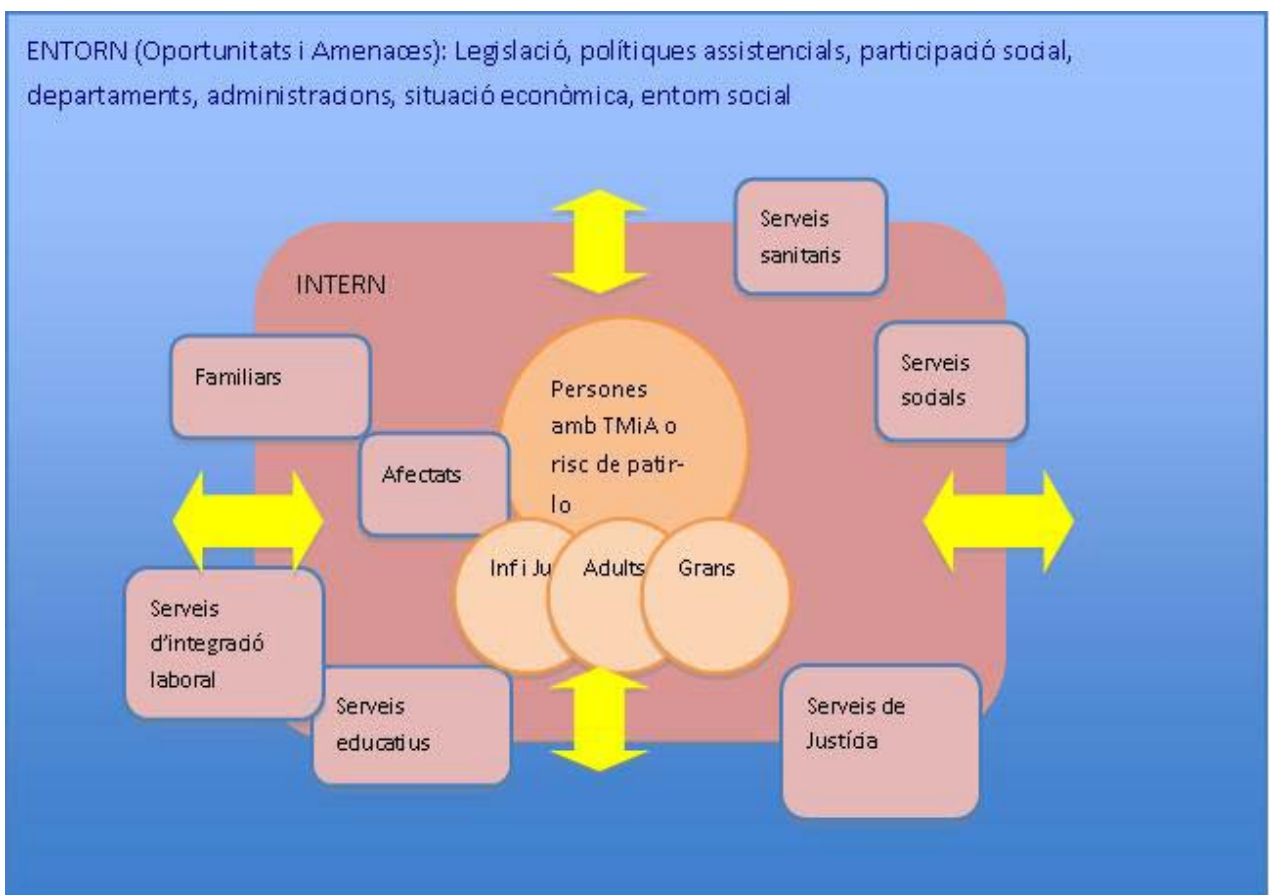 ENTORN (Oportunitats i Amenaces): Legislació, polítiques assistencials, participació social,
departaments, administracions, situació econòmica, entorn social
Serveis
sanitaris
INTERN
Familiars
Serveis
socials
Persones
amb TMiA o
risc de patir-
lo
Afectats
Inf i Ju
Adults
Grans
Serveis
d'integració
laboral
Serveis
educatius
Serveis de
Justícia